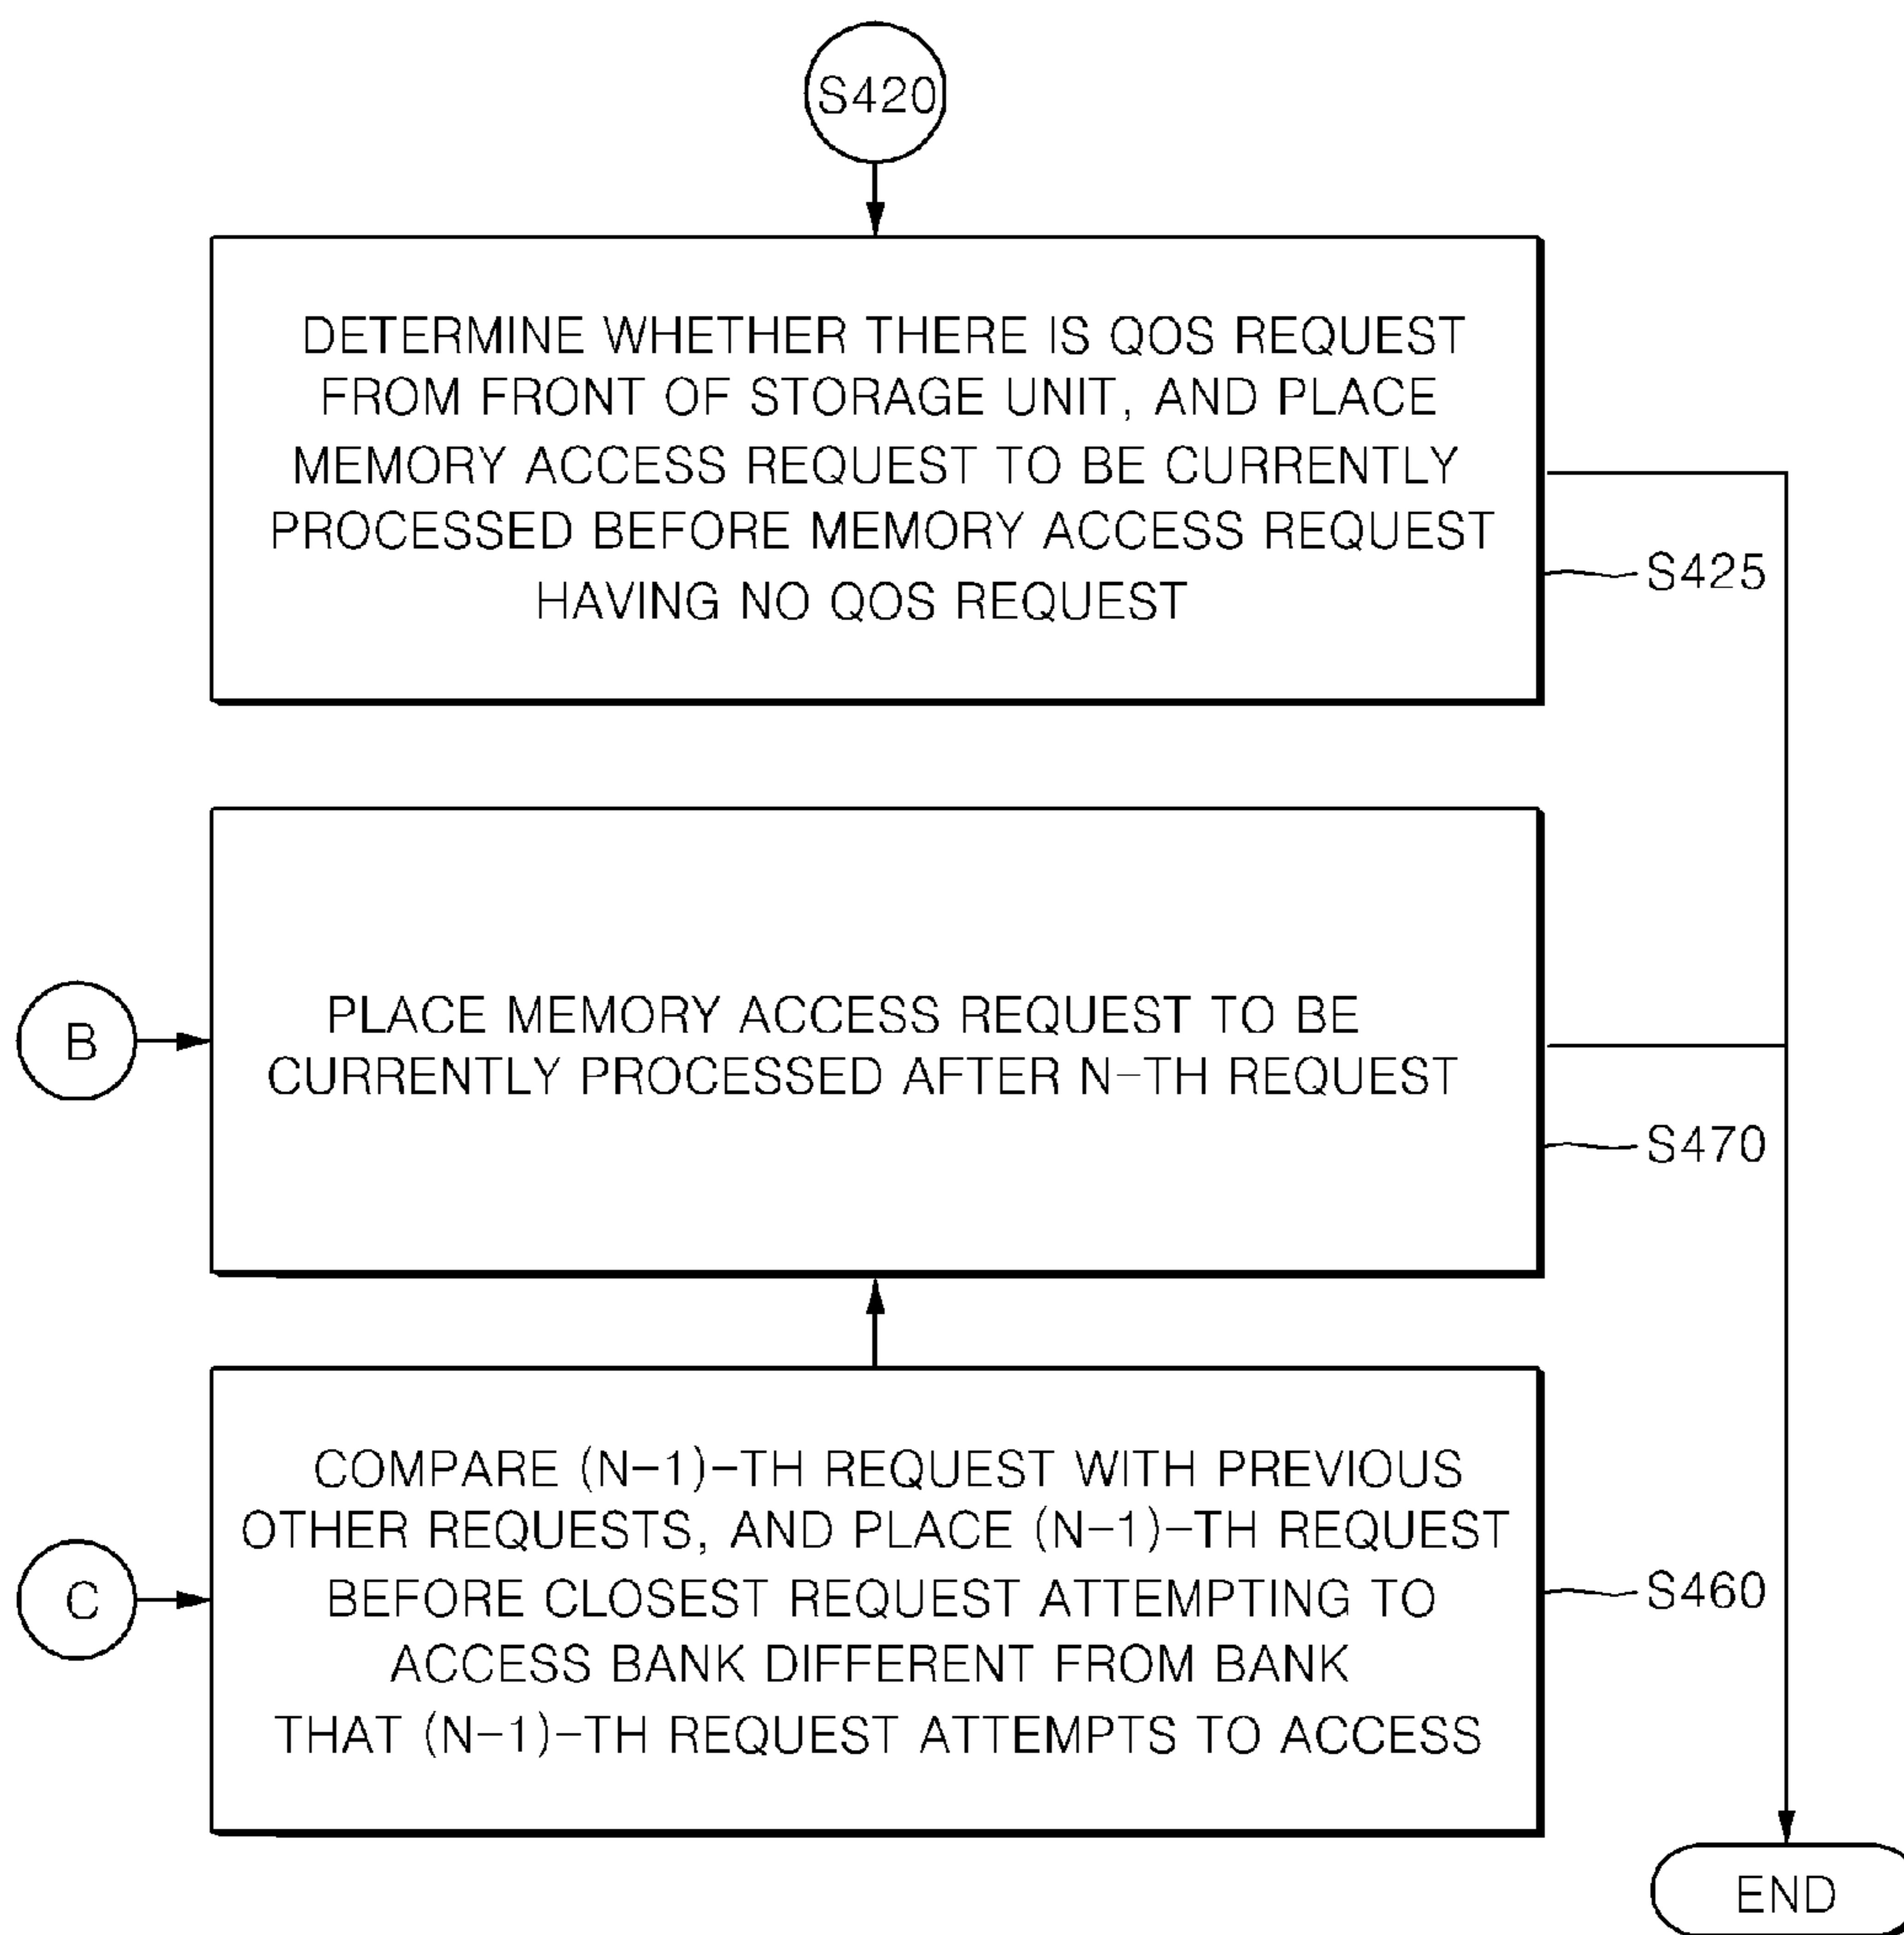 S420
DETERMINE WHETHER THERE IS QOS REQUEST
FROM FRONT OF STORAGE UNIT, AND PLACE
MEMORY ACCESS REQUEST TO BE CURRENTLY
PROCESSED BEFORE MEMORY ACCESS REQUEST
HAVING NO QOS REQUEST
S425
B
PLACE MEMORY ACCESS REQUEST TO BE
CURRENTLY PROCESSED AFTER N-TH REQUEST
S470
C
COMPARE (N-1)-TH REQUEST WITH PREVIOUS
OTHER REQUESTS, AND PLACE (N-1)-TH REQUEST
BEFORE CLOSEST REQUEST ATTEMPTING TO
ACCESS BANK DIFFERENT FROM BANK
THAT (N-1)-TH REQUEST ATTEMPTS TO ACCESS
S460
END